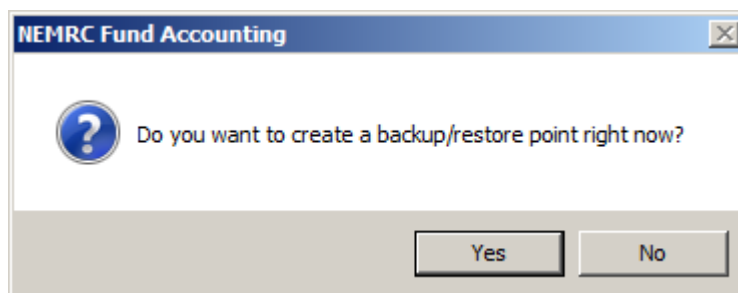 NEMRC Fund Accounting
Do you want to create a backup/restore point right now?
Yes
No